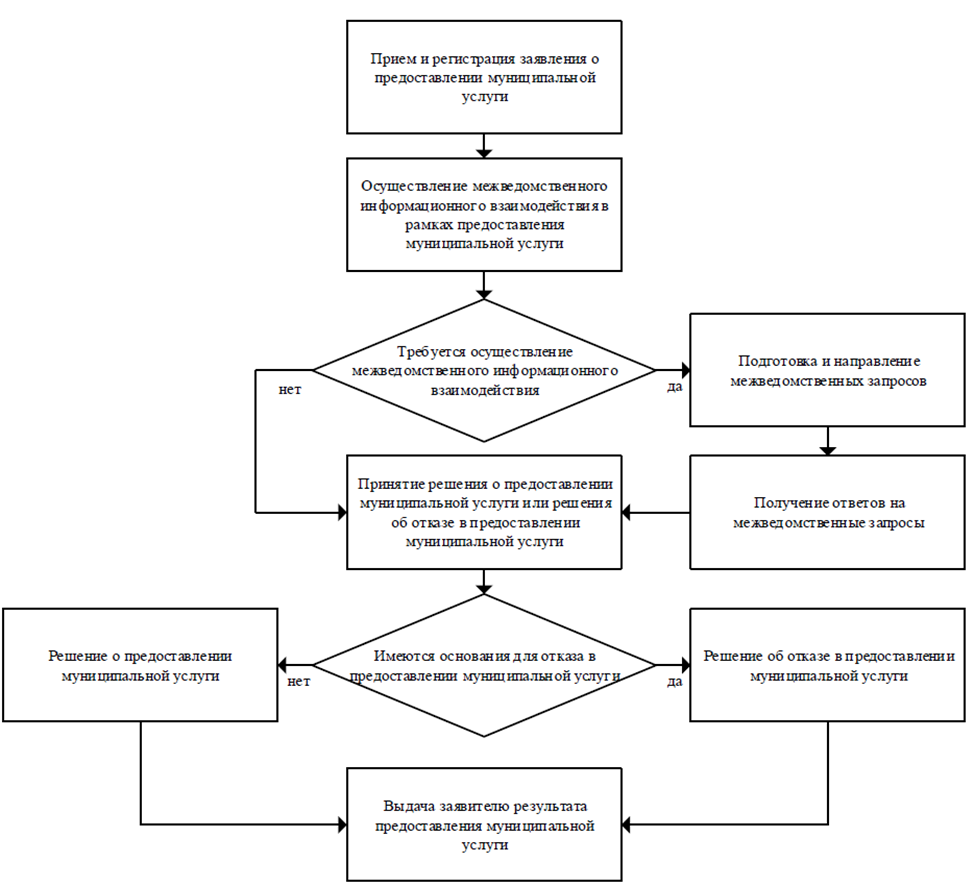 Прием и регистрация заявления о
предоставлении муниципальной
услуги
Осуществление межведомственного
информационного взаимодействия в
рамках предоставления
муниципальной услуги
Требуется осуществление
межведомственного информационного
взаимодействия
нет
да
Подготовка и направление
межведомственных запросов
Принятие решения о предоставлении
муниципальной услуги или решения
об отказе в предоставлении
муниципальной услуги
Получение ответов на
межведомственные запросы
Решение о предоставлении
муниципальной услуги
нет
Имеются основания для отказа в
предоставлении муниципальной услуги
да
Решение об отказе в предоставлении
муниципальной услуги
Выдача заявителю результата
предоставления муниципальной
услуги